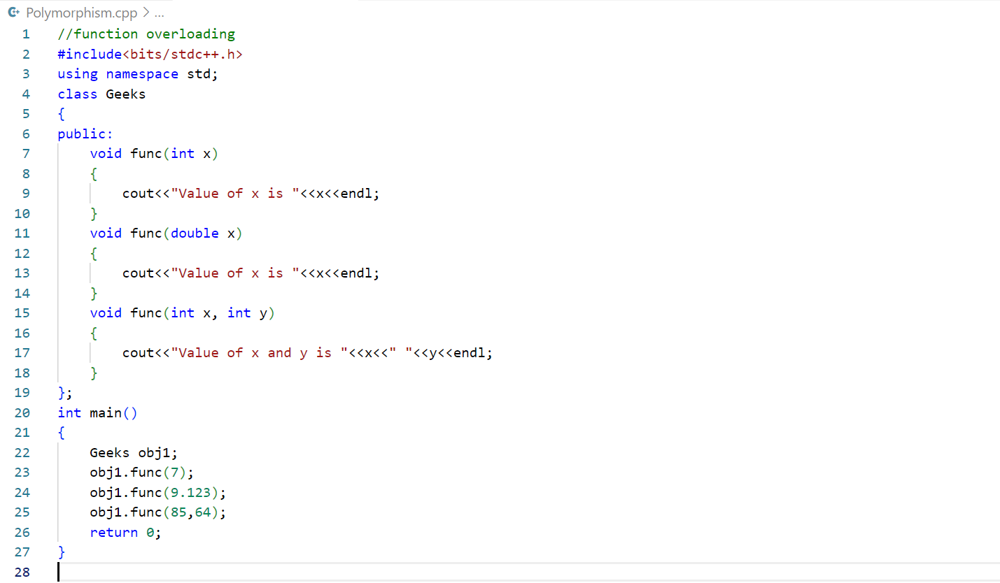 Polymorphism.cpp > ...
1 //function overloading
2 #include<bits/stdc++.h>
3 using namespace std;
4 class Geeks
5 {
6 public:
7     void func(int x)
8     {
9         cout<<"Value of x is "<<x<<endl;
10     }
11     void func(double x)
12     {
13         cout<<"Value of x is "<<x<<endl;
14     }
15     void func(int x, int y)
16     {
17         cout<<"Value of x and y is "<<x<<" "<<y<<endl;
18     }
19 };
20 int main()
21 {
22     Geeks obj1;
23     obj1.func(7);
24     obj1.func(9.123);
25     obj1.func(85,64);
26     return 0;
27 }
28